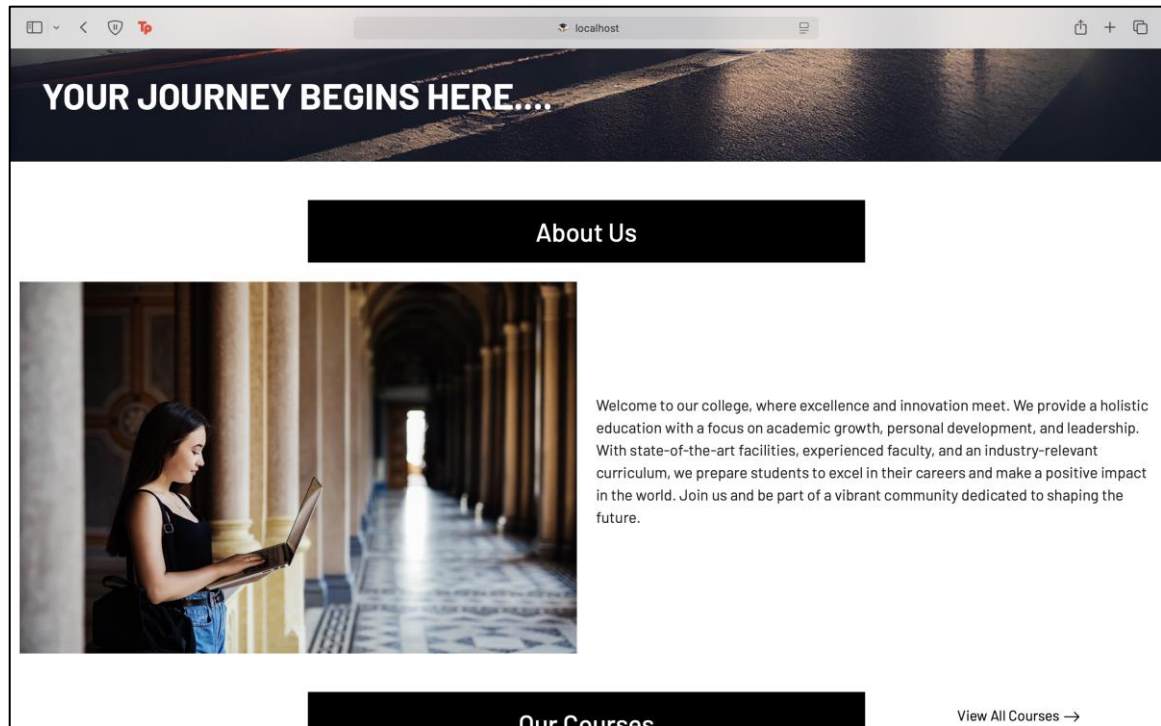 Tp
localhost
YOUR JOURNEY BEGINS HERE....
About Us
Welcome to our college, where excellence and innovation meet. We provide a holistic
education with a focus on academic growth, personal development, and leadership.
With state-of-the-art facilities, experienced faculty, and an industry-relevant
curriculum, we prepare students to excel in their careers and make a positive impact
in the world. Join us and be part of a vibrant community dedicated to shaping the
future.
Our Courses
View All Courses →